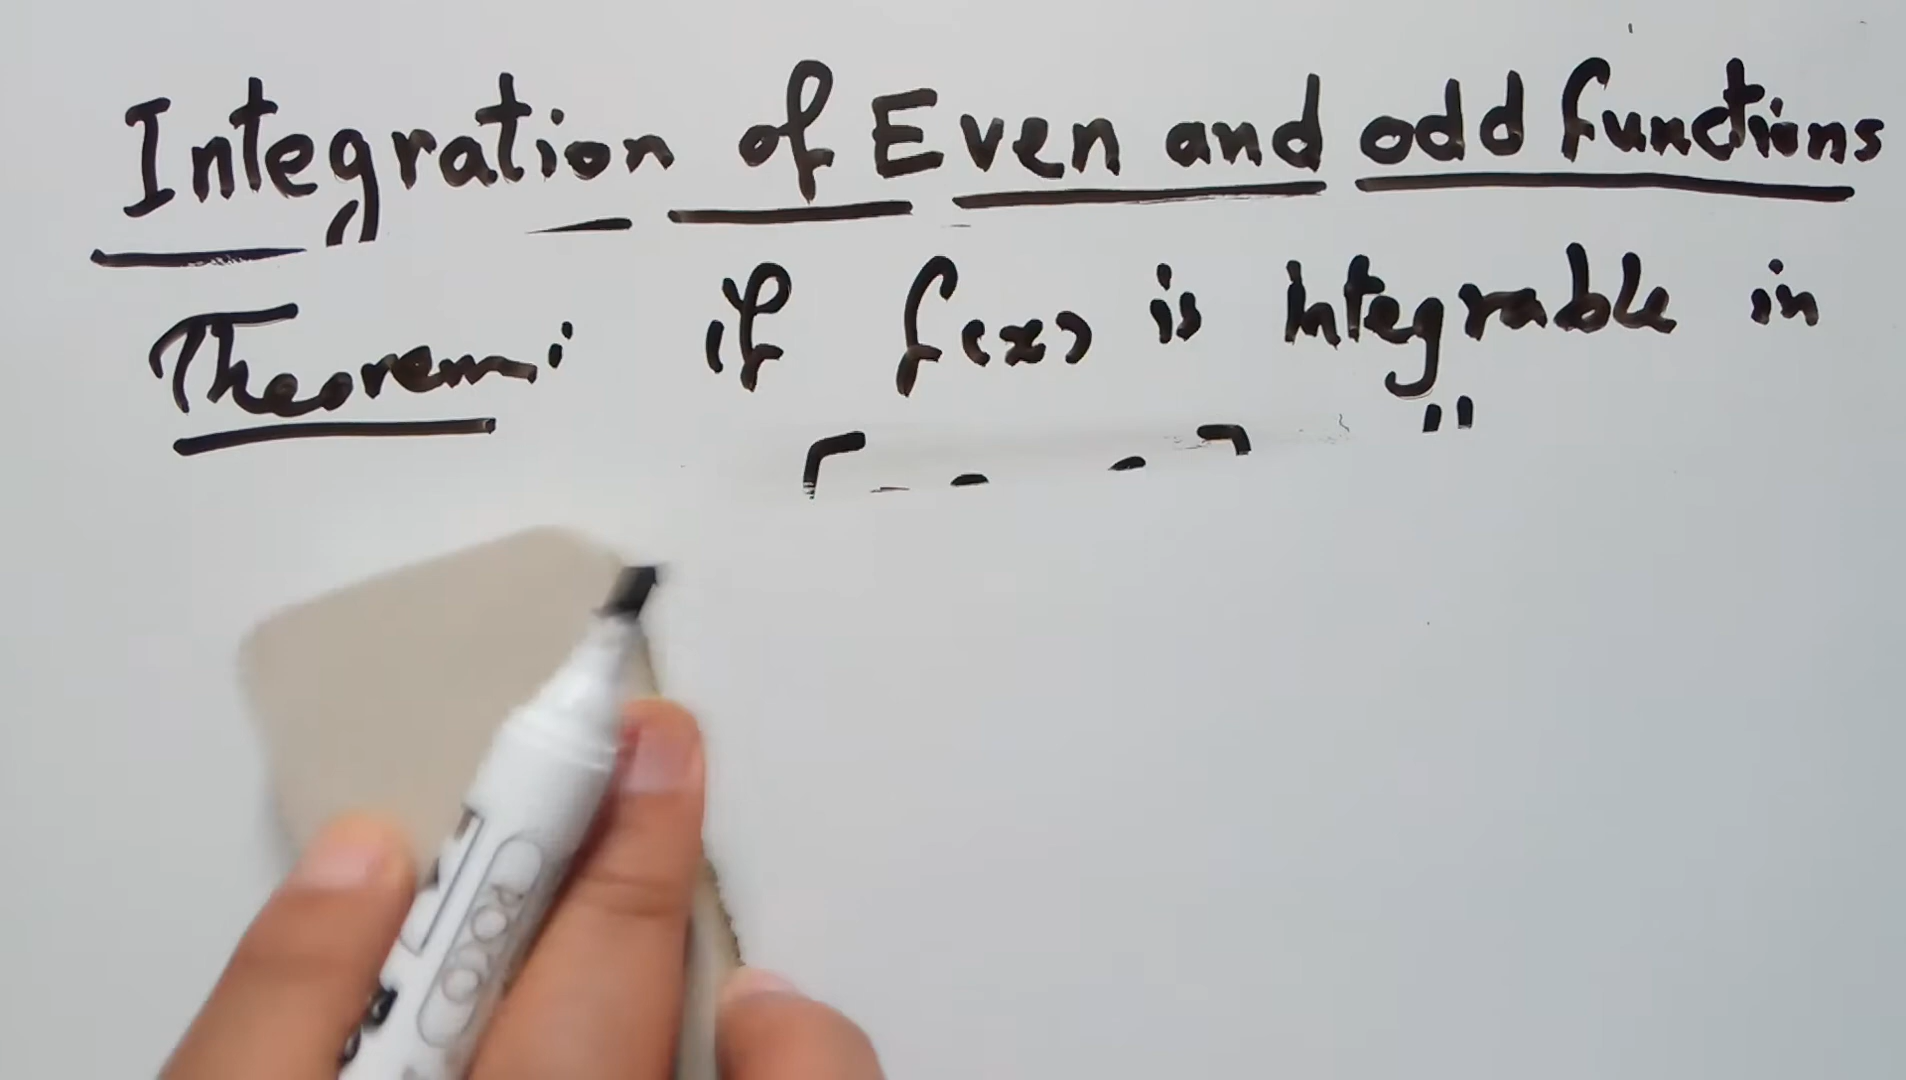 Integration of Even and odd functions
Theorem: if f(x) is integrable in